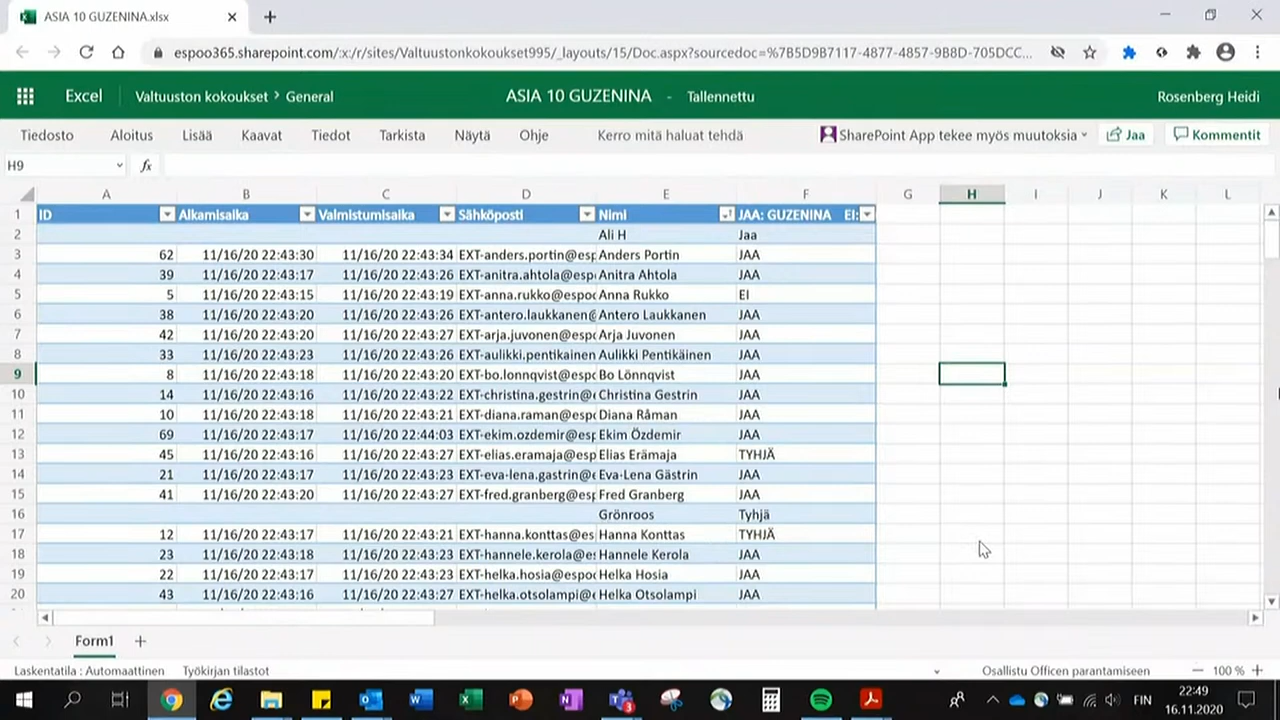 ASIA 10 GUZENINA.xlsx
espoo365.sharepoint.com/:x:/r/sites/Valtuustonkokoukset995/_layouts/15/Doc.aspx?sourcedoc=%7B5D9B7117-4877-4857-9B8D-705DCC...
Excel Valtuuston kokoukset > General ASIA 10 GUZENINA - Tallennettu Rosenberg Heidi
Tiedosto Aloitus Lisää Kaavat Tiedot Tarkista Näytä Ohje Kerro mitä haluat tehdä SharePoint App tekee myös muutoksia Jaa Kommentit
H9 fx
A B C D E F G H I J K L
1 ID Alkamisaika Valmistumisaika Sähköposti Nimi JAA: GUZENINA EI:
2 Ali H Jaa
3 62 11/16/20 22:43:30 11/16/20 22:43:34 EXT-anders.portin@esp Anders Portin JAA
4 39 11/16/20 22:43:17 11/16/20 22:43:26 EXT-anitra.ahtola@espo Anitra Ahtola JAA
5 5 11/16/20 22:43:15 11/16/20 22:43:19 EXT-anna.rukko@espoo Anna Rukko EI
6 38 11/16/20 22:43:20 11/16/20 22:43:26 EXT-antero.laukkanen@ Antero Laukkanen JAA
7 42 11/16/20 22:43:20 11/16/20 22:43:27 EXT-arja.juvonen@espo Arja Juvonen JAA
8 33 11/16/20 22:43:23 11/16/20 22:43:26 EXT-aulikki.pentikainen Aulikki Pentikäinen JAA
9 8 11/16/20 22:43:18 11/16/20 22:43:20 EXT-bo.lonnqvist@espo Bo Lönnqvist JAA
10 14 11/16/20 22:43:16 11/16/20 22:43:22 EXT-christina.gestrin@ Christina Gestrin JAA
11 10 11/16/20 22:43:18 11/16/20 22:43:21 EXT-diana.raman@espo Diana Råman JAA
12 69 11/16/20 22:43:17 11/16/20 22:44:03 EXT-ekim.ozdemir@esp Ekim Özdemir JAA
13 45 11/16/20 22:43:16 11/16/20 22:43:27 EXT-elias.eramaja@espo Elias Erämaja TYHJÄ
14 21 11/16/20 22:43:17 11/16/20 22:43:23 EXT-eva-lena.gastrin@ Eva-Lena Gästrin JAA
15 41 11/16/20 22:43:20 11/16/20 22:43:27 EXT-fred.granberg@esp Fred Granberg JAA
16 Grönroos Tyhjä
17 12 11/16/20 22:43:17 11/16/20 22:43:21 EXT-hanna.konttas@es Hanna Konttas TYHJÄ
18 23 11/16/20 22:43:18 11/16/20 22:43:23 EXT-hannele.kerola@es Hannele Kerola JAA
19 22 11/16/20 22:43:17 11/16/20 22:43:23 EXT-helka.hosia@espoo Helka Hosia JAA
20 43 11/16/20 22:43:16 11/16/20 22:43:27 EXT-helka.otsolampi@ Helka Otsolampi JAA
Form1
Laskentatila : Automaattinen Työkirjan tilastot Osallistu Officen parantamiseen 100 %
FIN 22:49
16.11.2020